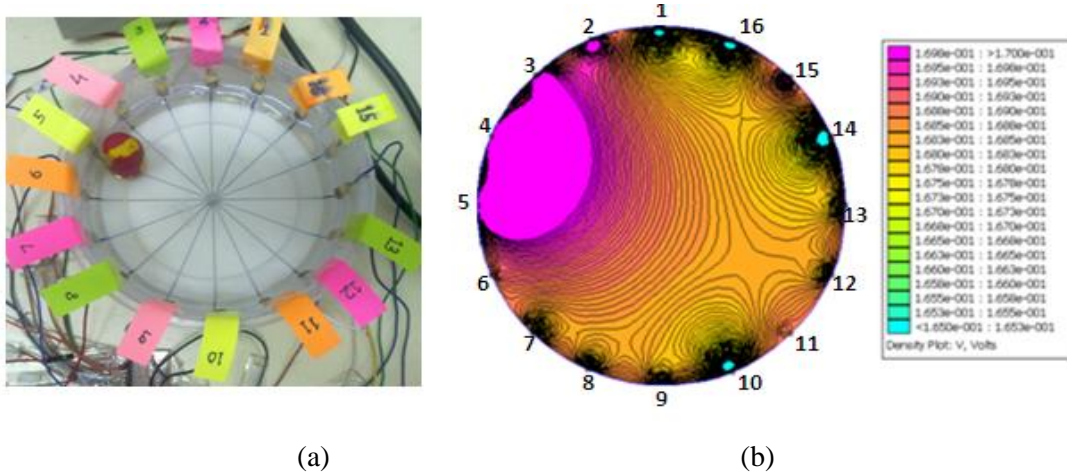 4
15
5
6
7
8
9
10
11
12
13
1
2
16
3
15
4
14
5
13
6
12
7
11
8
10
9
1.698e-001 : >1.700e-001
1.695e-001 : 1.698e-001
1.693e-001 : 1.695e-001
1.690e-001 : 1.693e-001
1.688e-001 : 1.690e-001
1.685e-001 : 1.688e-001
1.683e-001 : 1.685e-001
1.680e-001 : 1.683e-001
1.678e-001 : 1.680e-001
1.675e-001 : 1.678e-001
1.673e-001 : 1.675e-001
1.670e-001 : 1.673e-001
1.668e-001 : 1.670e-001
1.665e-001 : 1.668e-001
1.663e-001 : 1.665e-001
1.660e-001 : 1.663e-001
1.658e-001 : 1.660e-001
1.655e-001 : 1.658e-001
1.653e-001 : 1.655e-001
<1.650e-001 : 1.653e-001
Density Plot: V, Volts
(a)
(b)